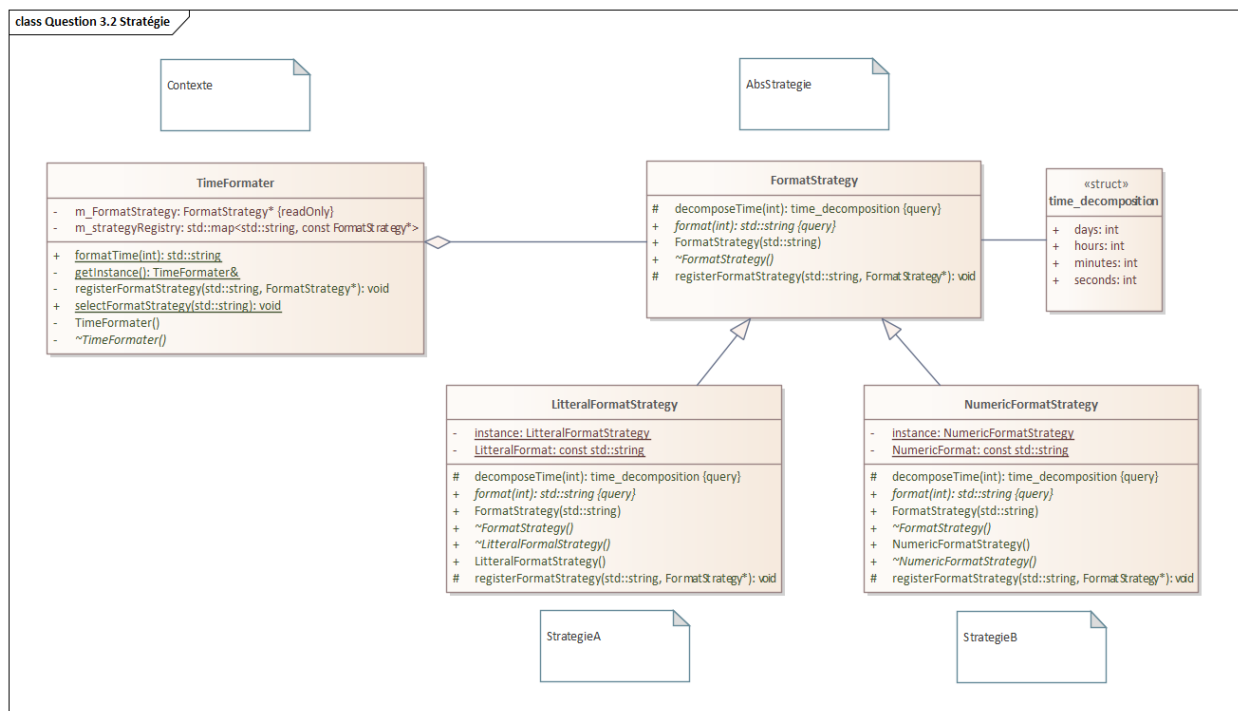 class Question 3.2 Stratégie
Contexte
AbsStrategie
TimeFormater
- m_FormatStrategy: FormatStrategy* {readOnly}
- m_strategyRegistry: std::map<std::string, const FormatStrategy*>
+ formatTime(int): std::string
- getInstance(): TimeFormater&
- registerFormatStrategy(std::string, FormatStrategy*): void
+ selectFormatStrategy(std::string): void
- TimeFormater()
- ~TimeFormater()
FormatStrategy
# decomposeTime(int): time_decomposition {query}
+ format(int): std::string {query}
+ FormatStrategy(std::string)
+ ~FormatStrategy()
# registerFormatStrategy(std::string, FormatStrategy*): void
«struct»
time_decomposition
+ days: int
+ hours: int
+ minutes: int
+ seconds: int
LitteralFormatStrategy
- instance: LitteralFormatStrategy
- LitteralFormat: const std::string
# decomposeTime(int): time_decomposition {query}
+ format(int): std::string {query}
+ FormatStrategy(std::string)
+ ~FormatStrategy()
+ ~LitteralFormalStrategy()
+ LitteralFormatStrategy()
# registerFormatStrategy(std::string, FormatStrategy*): void
NumericFormatStrategy
- instance: NumericFormatStrategy
- NumericFormat: const std::string
# decomposeTime(int): time_decomposition {query}
+ format(int): std::string {query}
+ FormatStrategy(std::string)
+ ~FormatStrategy()
+ NumericFormatStrategy()
+ ~NumericFormatStrategy()
# registerFormatStrategy(std::string, FormatStrategy*): void
StrategieA
StrategieB